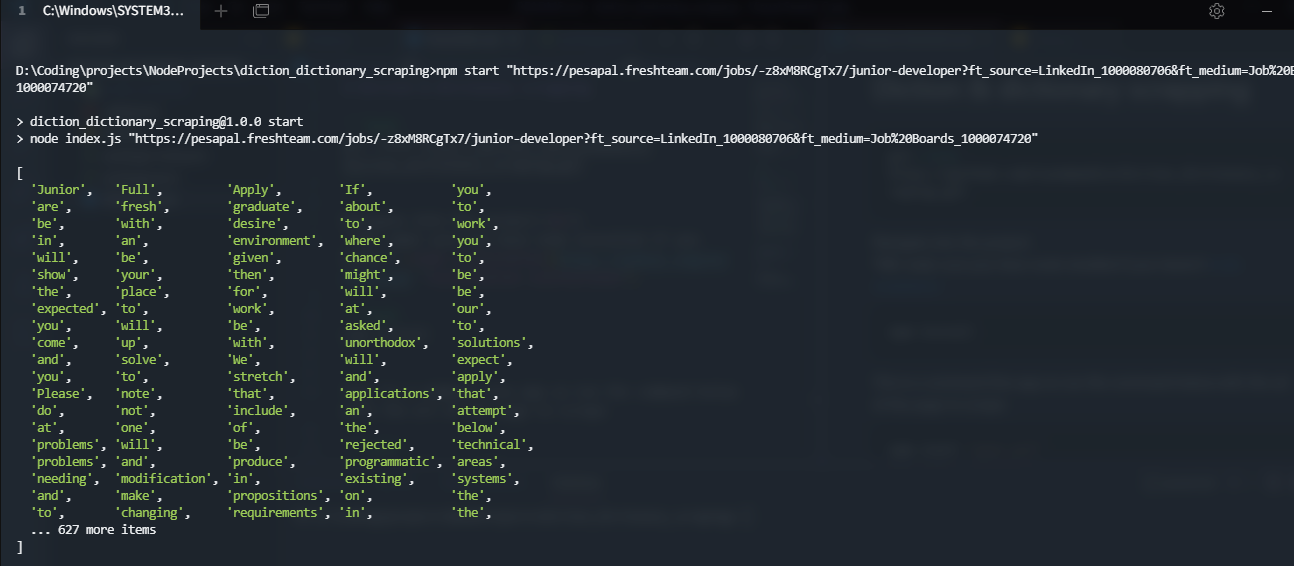 1 C:\Windows\SYSTEM3...
D:\Coding\projects\NodeProjects\diction_dictionary_scraping>npm start "https://pesapal.freshteam.com/jobs/-z8xM8RCgTx7/junior-developer?ft_source=LinkedIn_1000080706&ft_medium=Job%20B
1000074720"
> diction_dictionary_scraping@1.0.0 start
> node index.js "https://pesapal.freshteam.com/jobs/-z8xM8RCgTx7/junior-developer?ft_source=LinkedIn_1000080706&ft_medium=Job%20Boards_1000074720"
[
'Junior', 'Full', 'Apply', 'If', 'you',
'are', 'fresh', 'graduate', 'about', 'to',
'be', 'with', 'desire', 'to', 'work',
'in', 'an', 'environment', 'where', 'you',
'will', 'be', 'given', 'chance', 'to',
'show', 'your', 'then', 'might', 'be',
'the', 'place', 'for', 'will', 'be',
'expected', 'to', 'work', 'at', 'our',
'you', 'will', 'be', 'asked', 'to',
'come', 'up', 'with', 'unorthodox', 'solutions',
'and', 'solve', 'We', 'will', 'expect',
'you', 'to', 'stretch', 'and', 'apply',
'Please', 'note', 'that', 'applications', 'that',
'do', 'not', 'include', 'an', 'attempt',
'at', 'one', 'of', 'the', 'below',
'problems', 'will', 'be', 'rejected', 'technical',
'problems', 'and', 'produce', 'programmatic', 'areas',
'needing', 'modification', 'in', 'existing', 'systems',
'and', 'make', 'propositions', 'on', 'the',
'to', 'changing', 'requirements', 'in', 'the',
... 627 more items
]